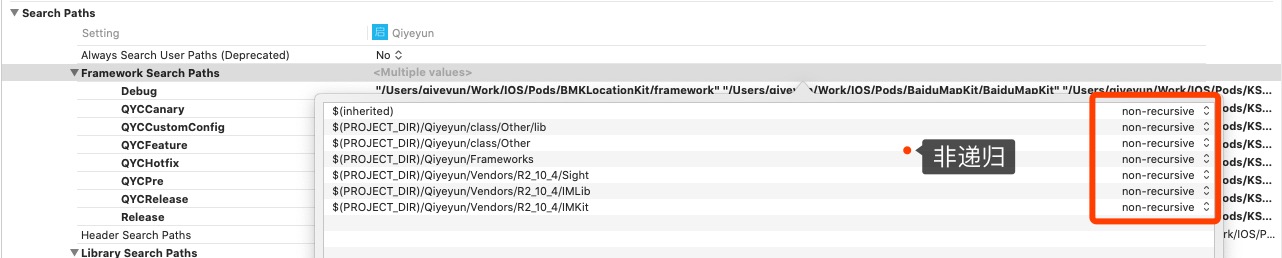 Search Paths
Setting 启 Qiyeyun
Always Search User Paths (Deprecated) No
Framework Search Paths <Multiple values>
Debug "/Users/qiyeyun/Work/IOS/Pods/BMKLocationKit/framework" "/Users/qiyeyun/Work/IOS/Pods/BaiduMapKit/BaiduMapKit" "/Users/qiyeyun/Work/IOS/Pods/KS...
QYCCanary $(inherited) non-recursive Pods/KS...
QYCCustomConfig $(PROJECT_DIR)/Qiyeyun/class/Other/lib non-recursive Pods/KS...
QYCFeature $(PROJECT_DIR)/Qiyeyun/class/Other non-recursive Pods/KS...
非递归
QYCHotfix $(PROJECT_DIR)/Qiyeyun/Frameworks non-recursive Pods/KS...
QYCPre $(PROJECT_DIR)/Qiyeyun/Vendors/R2_10_4/Sight non-recursive Pods/KS...
QYCRelease $(PROJECT_DIR)/Qiyeyun/Vendors/R2_10_4/IMLib non-recursive Pods/KS...
Release $(PROJECT_DIR)/Qiyeyun/Vendors/R2_10_4/IMKit non-recursive Pods/KS...
Header Search Paths rk/IOS/P...
Library Search Paths